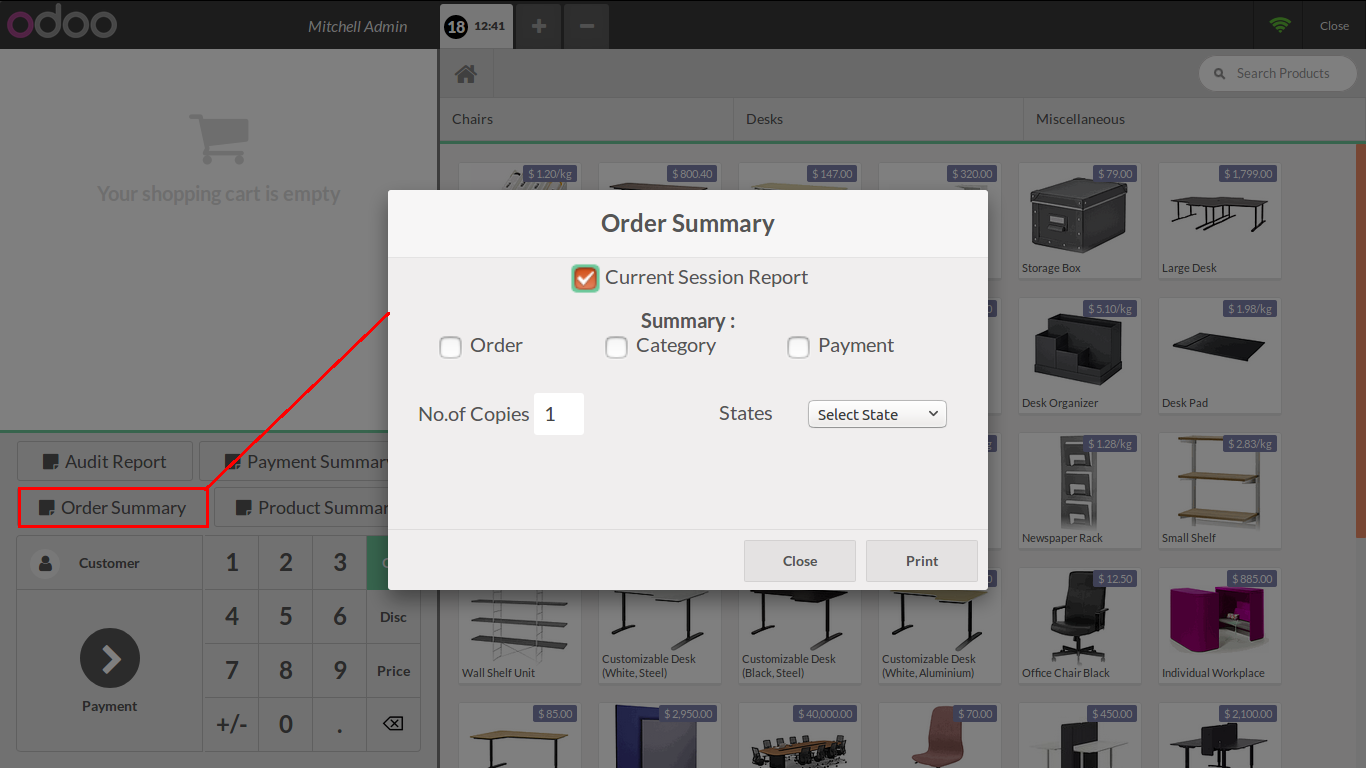 odoo
Mitchell Admin
18 12:41
+
−
Close
Search Products
Chairs
Desks
Miscellaneous
Your shopping cart is empty
$ 1.20/kg
$ 800.40
$ 147.00
$ 320.00
$ 79.00
Storage Box
$ 1,799.00
Large Desk
Order Summary
Current Session Report
Summary :
Order
Category
Payment
No.of Copies 1
States
Select State
Close
Print
$ 5.10/kg
Desk Organizer
$ 1.98/kg
Desk Pad
$ 1.28/kg
Newspaper Rack
$ 2.83/kg
Small Shelf
Audit Report
Payment Summary
Order Summary
Product Summar
Customer
1 2 3
4 5 6 Disc
7 8 9 Price
+/- 0 .
Payment
Wall Shelf Unit
Customizable Desk
(White, Steel)
Customizable Desk
(Black, Steel)
Customizable Desk
(White, Aluminium)
$ 12.50
Office Chair Black
$ 885.00
Individual Workplace
$ 85.00
$ 2,950.00
$ 40,000.00
$ 70.00
$ 450.00
$ 2,100.00